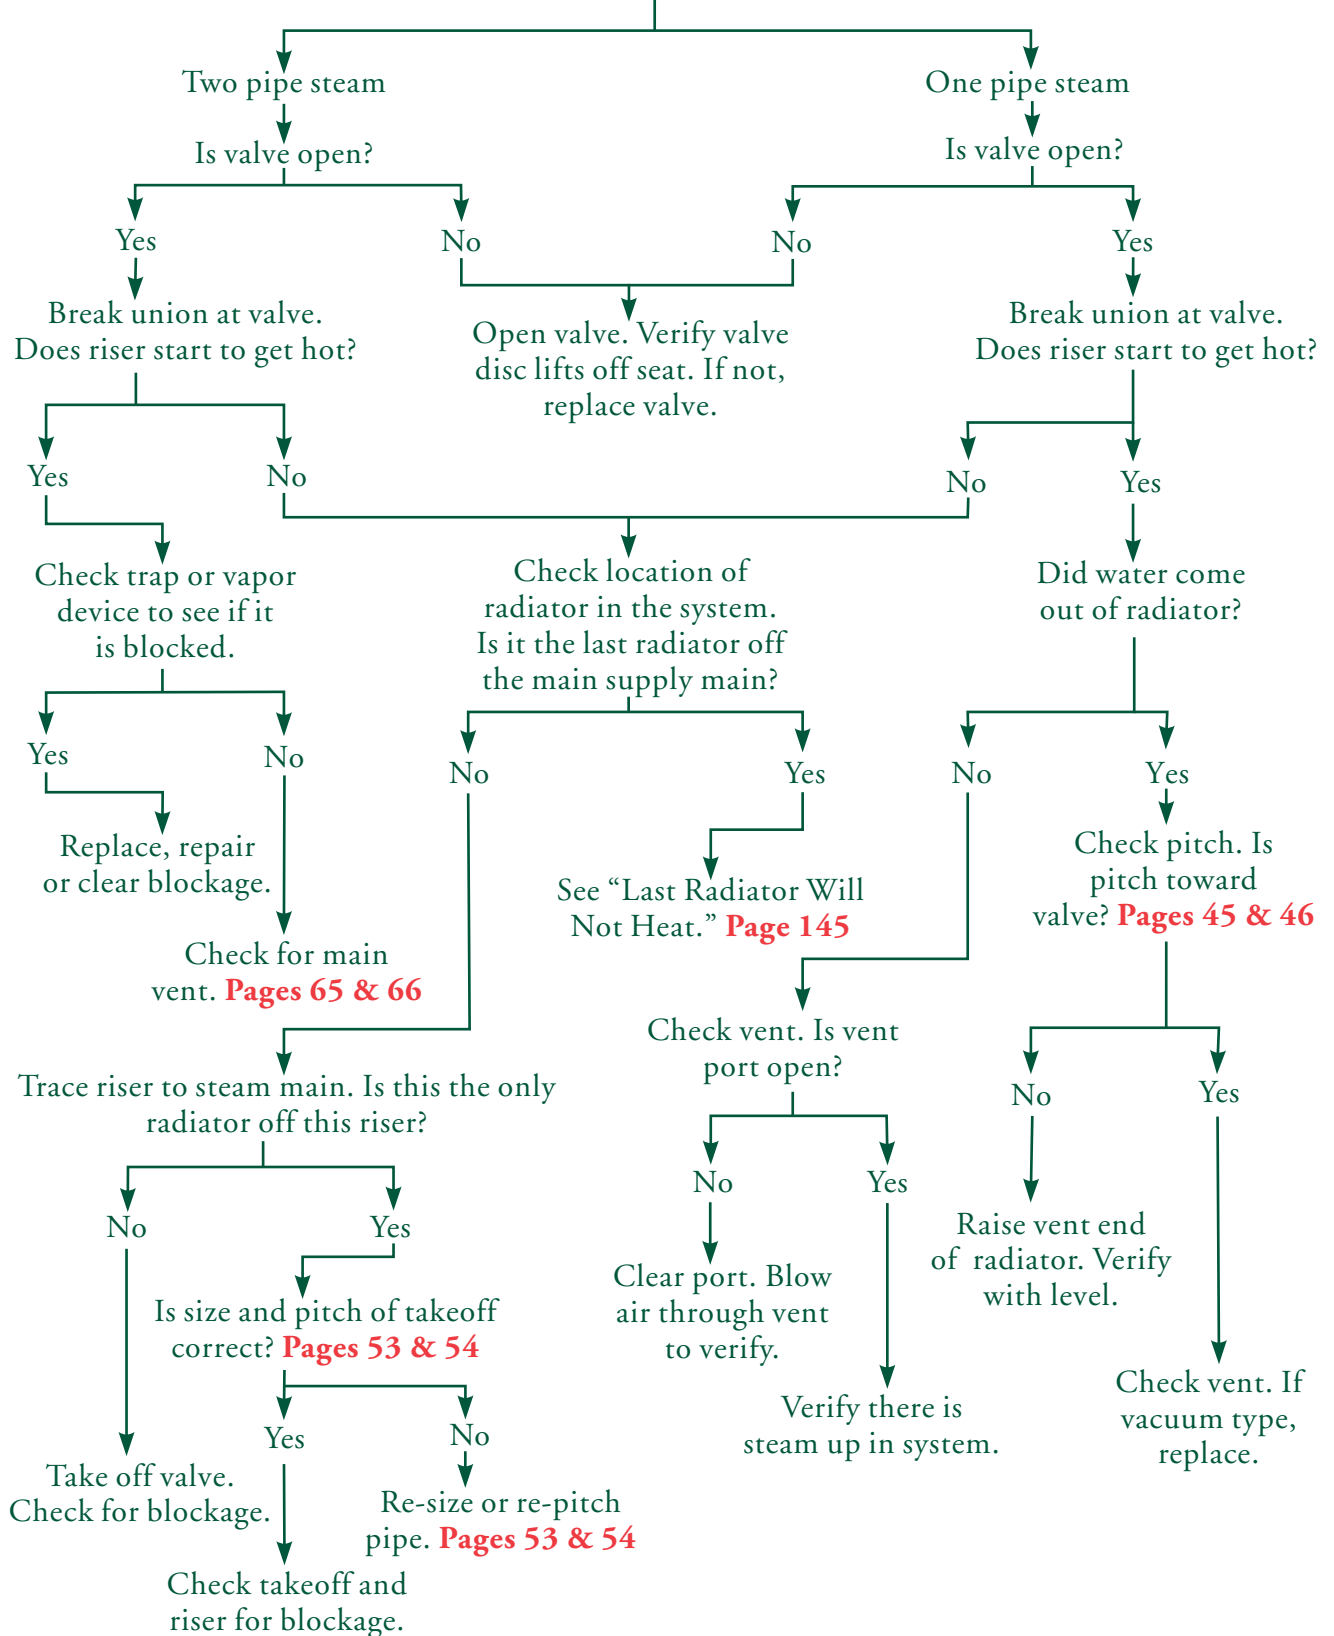 Two pipe steam
One pipe steam
Is valve open?
Is valve open?
Yes
No
No
Yes
Break union at valve.
Does riser start to get hot?
Open valve. Verify valve
disc lifts off seat. If not,
replace valve.
Break union at valve.
Does riser start to get hot?
Yes
No
No
Yes
Check trap or vapor
device to see if it
is blocked.
Check location of
radiator in the system.
Is it the last radiator off
the main supply main?
Did water come
out of radiator?
Yes
No
No
Yes
No
Yes
Replace, repair
or clear blockage.
See “Last Radiator Will
Not Heat.” Page 145
Check pitch. Is
pitch toward
valve? Pages 45 & 46
Check for main
vent. Pages 65 & 66
Check vent. Is vent
port open?
Trace riser to steam main. Is this the only
radiator off this riser?
No
Yes
No
Yes
No
Yes
Raise vent end
of radiator. Verify
with level.
Clear port. Blow
air through vent
to verify.
Is size and pitch of takeoff
correct? Pages 53 & 54
Verify there is
steam up in system.
Check vent. If
vacuum type,
replace.
Yes
No
Take off valve.
Check for blockage.
Re-size or re-pitch
pipe. Pages 53 & 54
Check takeoff and
riser for blockage.